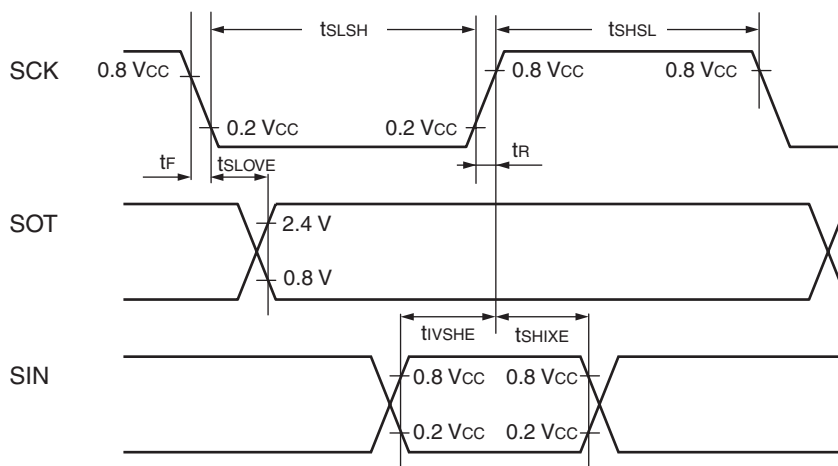 tSLSH tSHSL
SCK
0.8 VCC 0.8 VCC 0.8 VCC
0.2 VCC 0.2 VCC
tF tSLOVE tR
SOT
2.4 V
0.8 V
tIVSHE tSHIXE
SIN
0.8 VCC 0.8 VCC
0.2 VCC 0.2 VCC